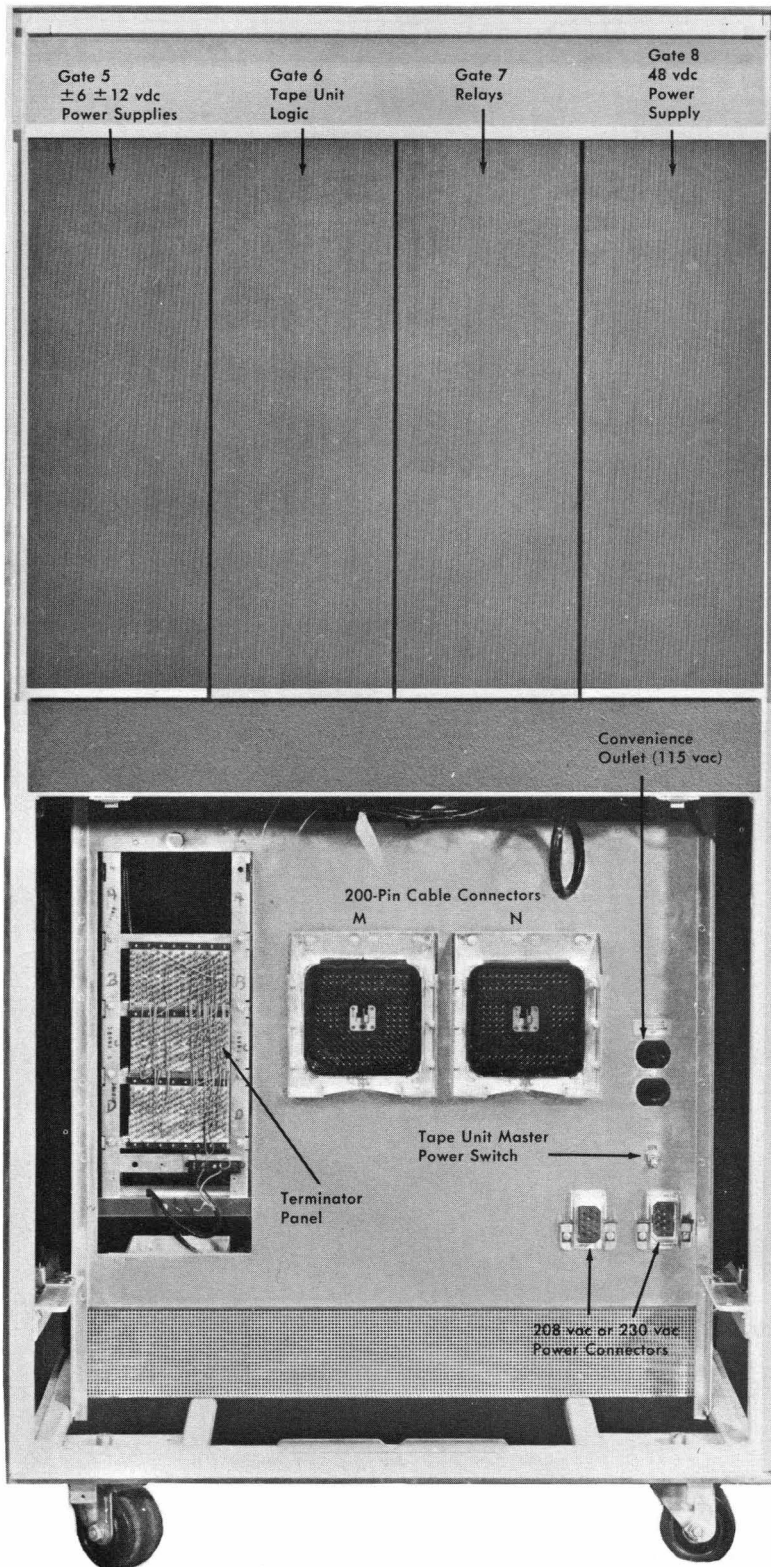 Gate 5
±6 ±12 vdc
Power Supplies
Gate 6
Tape Unit
Logic
Gate 7
Relays
Gate 8
48 vdc
Power
Supply
Convenience
Outlet (115 vac)
200-Pin Cable Connectors
M N
Tape Unit Master
Power Switch
Terminator
Panel
208 vac or 230 vac
Power Connectors
A A
B B
D D